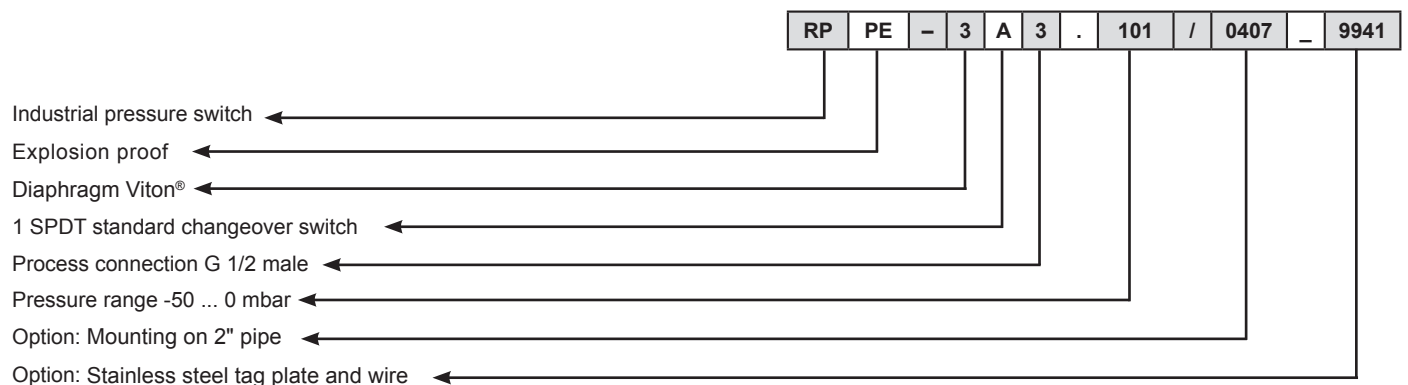 RP PE – 3 A 3 . 101 / 0407 _ 9941
Industrial pressure switch
Explosion proof
Diaphragm Viton®
1 SPDT standard changeover switch
Process connection G 1/2 male
Pressure range -50 ... 0 mbar
Option: Mounting on 2" pipe
Option: Stainless steel tag plate and wire